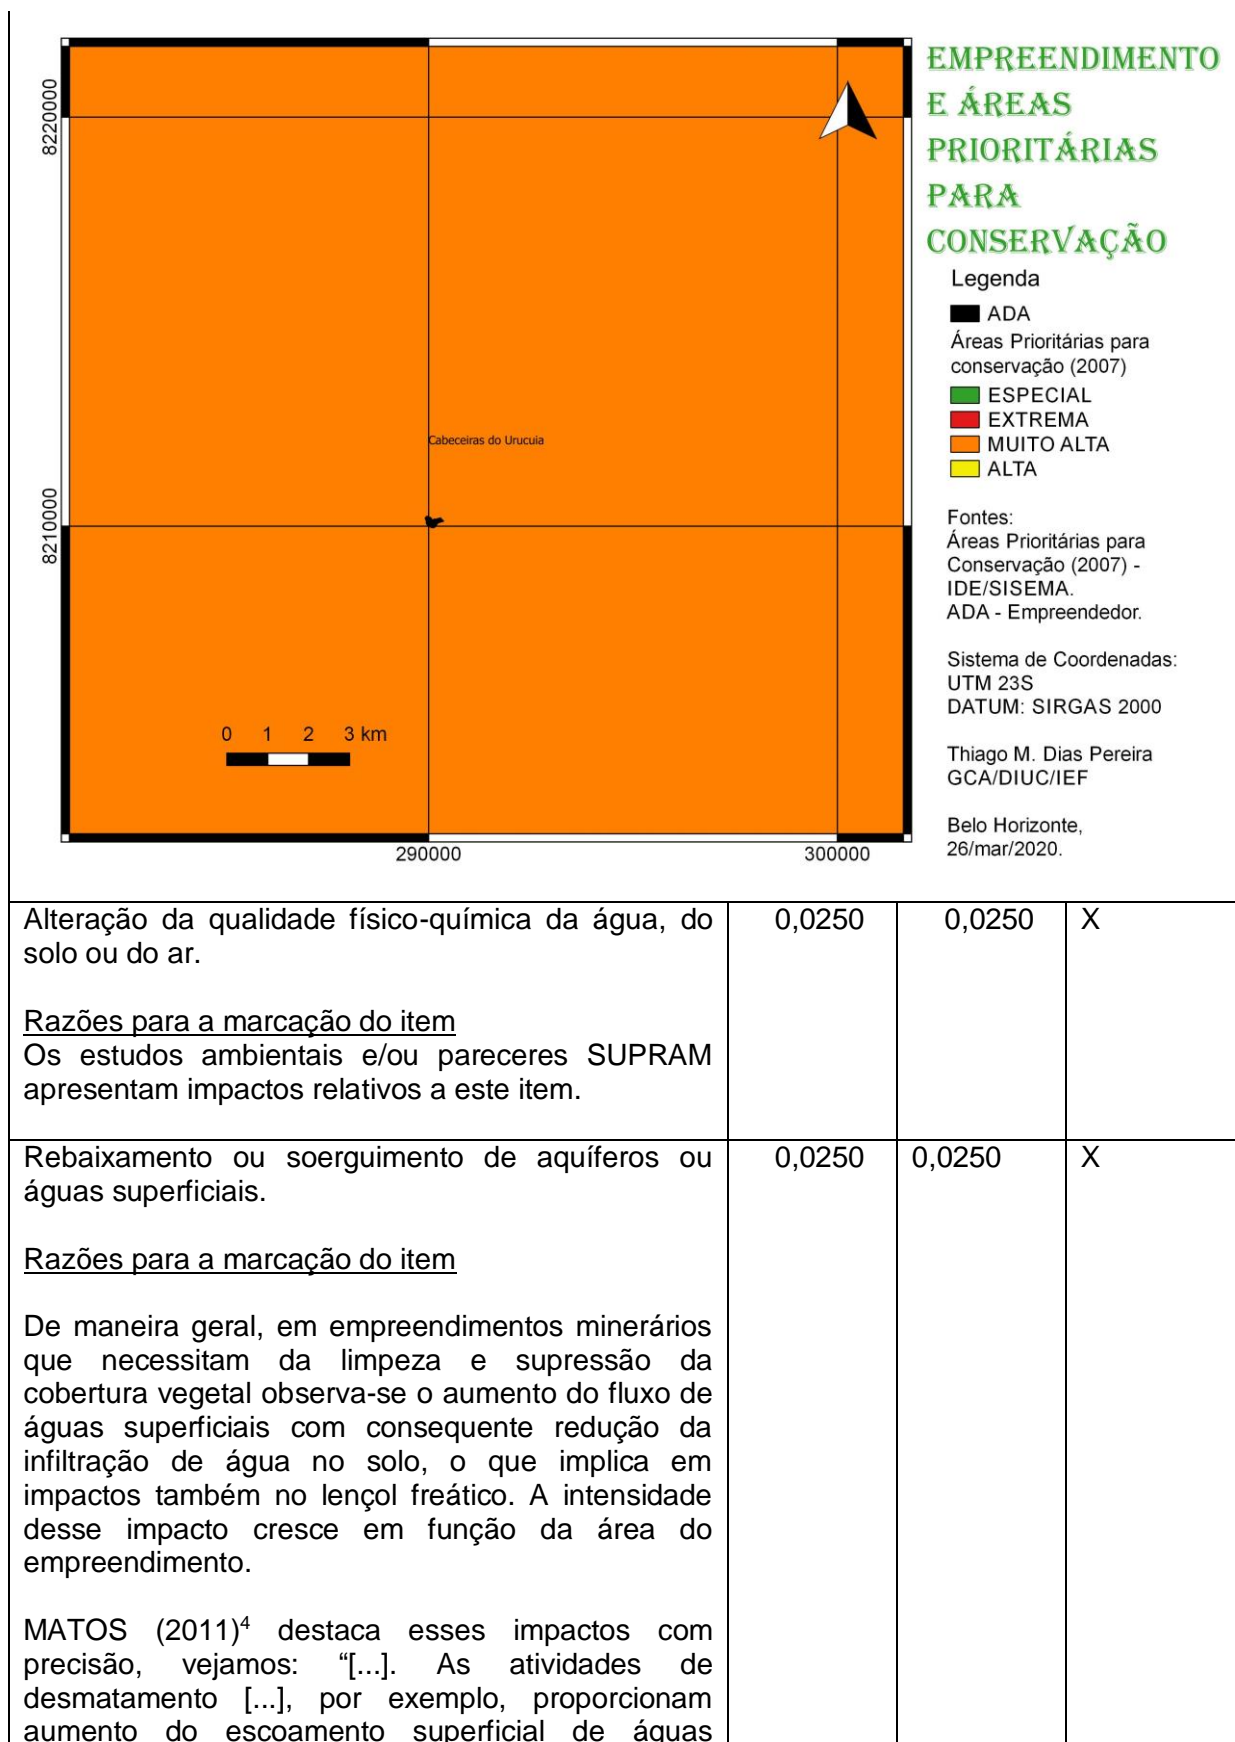 EMPREENDIMENTO
E ÁREAS
PRIORITÁRIAS
PARA
CONSERVAÇÃO
Legenda
ADA
Áreas Prioritárias para
conservação (2007)
ESPECIAL
EXTREMA
MUITO ALTA
ALTA
Fontes:
Áreas Prioritárias para
Conservação (2007) -
IDE/SISEMA.
ADA - Empreendedor.
Sistema de Coordenadas:
UTM 23S
DATUM: SIRGAS 2000
Thiago M. Dias Pereira
GCA/DIUC/IEF
Belo Horizonte,
26/mar/2020.
8220000
8210000
Cabeceiras do Urucuia
0 1 2 3 km
290000 300000
Alteração da qualidade físico-química da água, do 0,0250 0,0250 X
solo ou do ar.
Razões para a marcação do item
Os estudos ambientais e/ou pareceres SUPRAM
apresentam impactos relativos a este item.
Rebaixamento ou soerguimento de aquíferos ou 0,0250 0,0250 X
águas superficiais.
Razões para a marcação do item
De maneira geral, em empreendimentos minerários
que necessitam da limpeza e supressão da
cobertura vegetal observa-se o aumento do fluxo de
águas superficiais com consequente redução da
infiltração de água no solo, o que implica em
impactos também no lençol freático. A intensidade
desse impacto cresce em função da área do
empreendimento.
MATOS (2011)⁴ destaca esses impactos com
precisão, vejamos: “[...]. As atividades de
desmatamento [...], por exemplo, proporcionam
aumento do escoamento superficial de águas